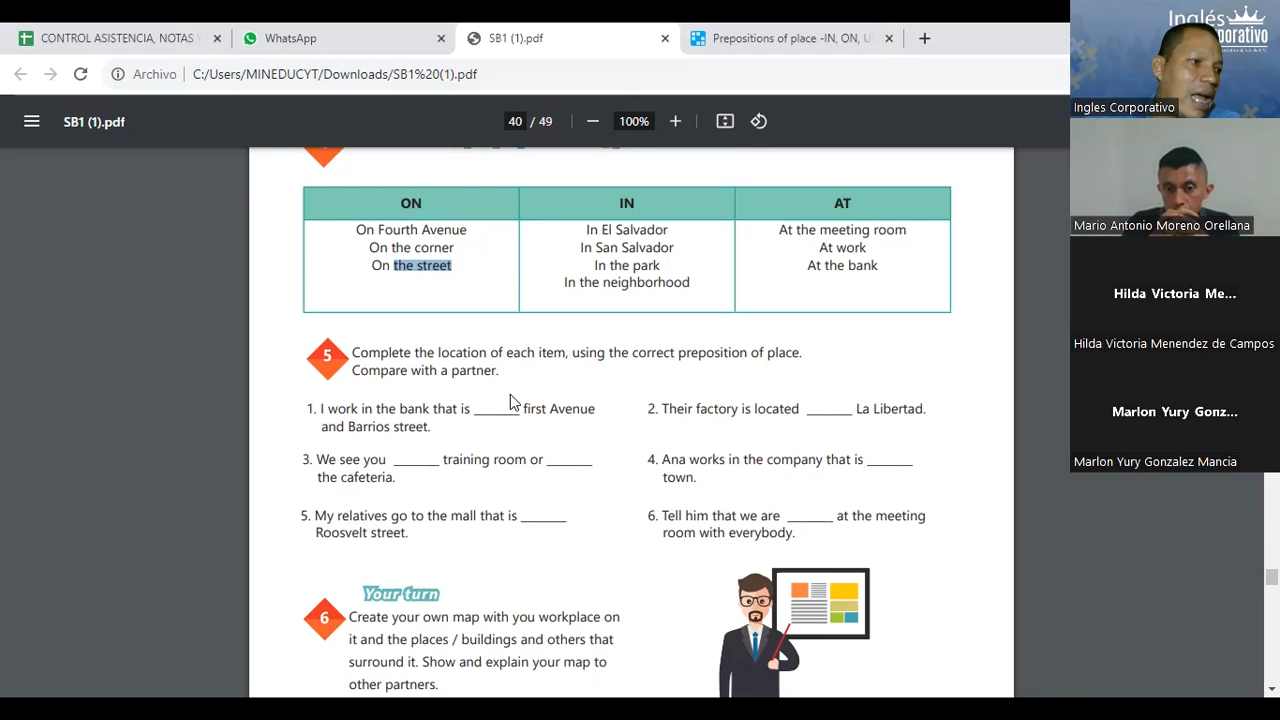 CONTROL ASISTENCIA, NOTAS Y
WhatsApp
SB1 (1).pdf
Prepositions of place -IN, ON, U
Archivo
C:/Users/MINEDUCYT/Downloads/SB1%20(1).pdf
SB1 (1).pdf
40 / 49
100%
ON
IN
AT
On Fourth Avenue
On the corner
On the street
In El Salvador
In San Salvador
In the park
In the neighborhood
At the meeting room
At work
At the bank
5
Complete the location of each item, using the correct preposition of place.
Compare with a partner.
1. I work in the bank that is _______ first Avenue
and Barrios street.
2. Their factory is located _______ La Libertad.
3. We see you _______ training room or _______
the cafeteria.
4. Ana works in the company that is _______
town.
5. My relatives go to the mall that is _______
Roosvelt street.
6. Tell him that we are _______ at the meeting
room with everybody.
Your turn
6
Create your own map with you workplace on
it and the places / buildings and others that
surround it. Show and explain your map to
other partners.
Inglés
Ingles Corporativo
Mario Antonio Moreno Orellana
Hilda Victoria Me...
Hilda Victoria Menendez de Campos
Marlon Yury Gonz...
Marlon Yury Gonzalez Mancia